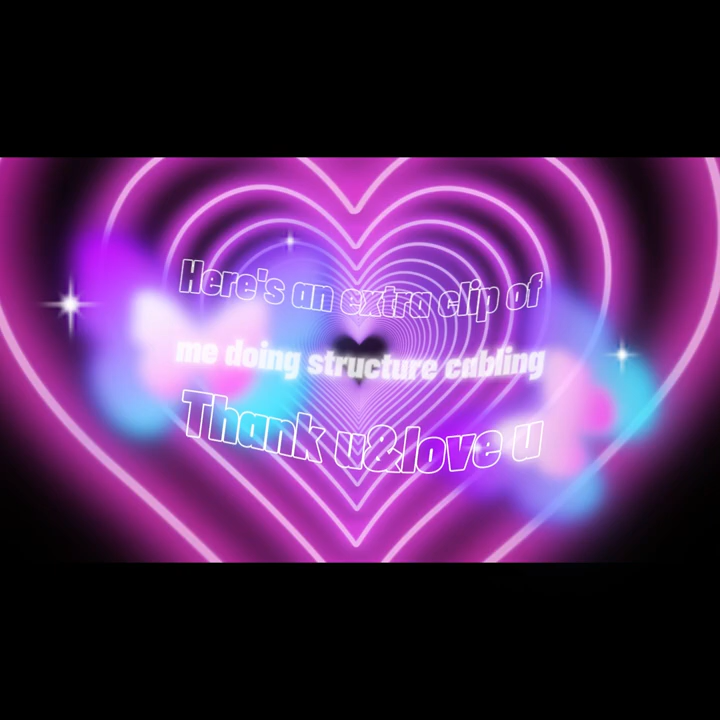 Here's an extra clip of
me doing structure cabling
Thank u&love u